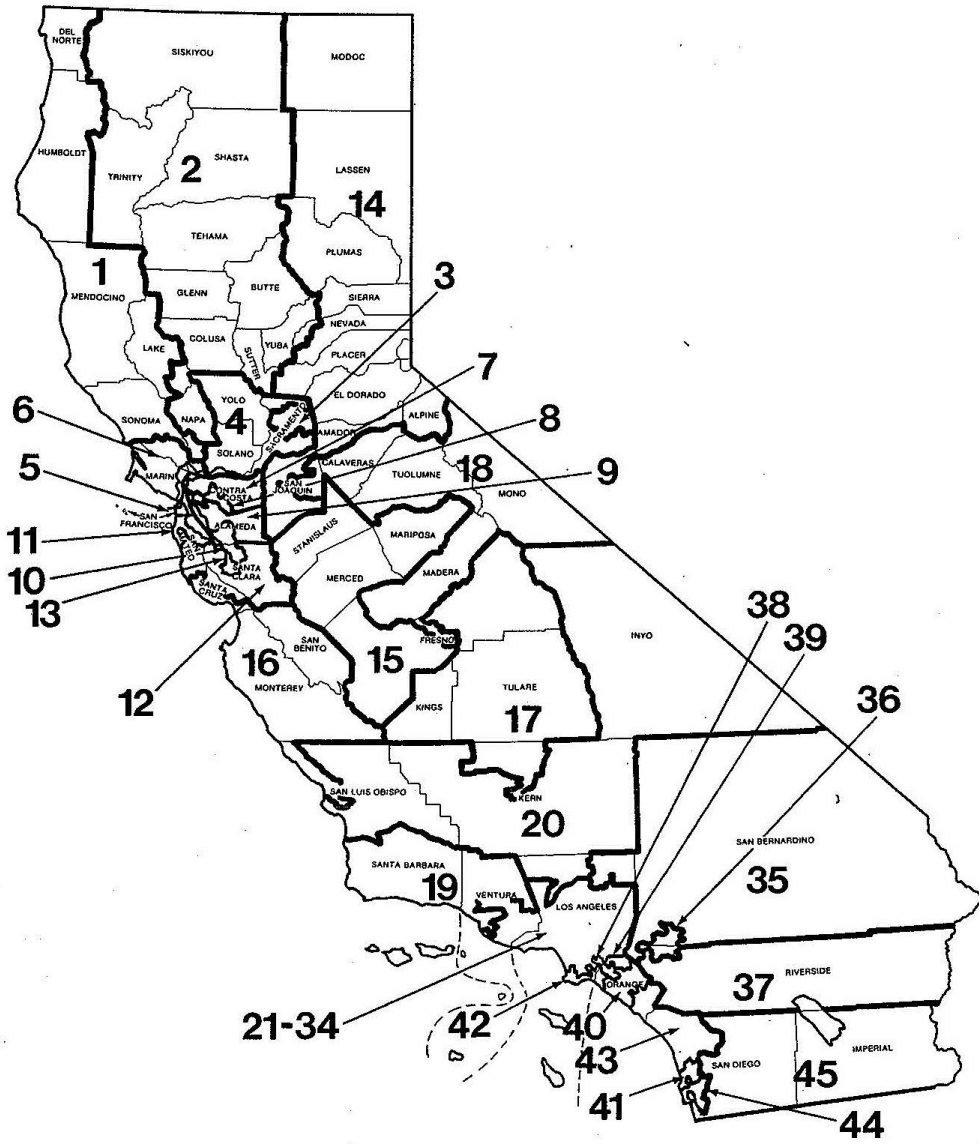 DEL
NORTE
SISKIYOU
MODOC
HUMBOLDT
TRINITY
2
SHASTA
LASSEN
14
TEHAMA
PLUMAS
1
MENDOCINO
GLENN
BUTTE
3
SIERRA
NEVADA
COLUSA
YUBA
SUTTER
LAKE
PLACER
7
YOLO
EL DORADO
6
SONOMA
NAPA
4
SACRAMENTO
AMADOR
ALPINE
8
SOLANO
CALAVERAS
5
MARIN
CONTRA
COSTA
SAN
JOAQUIN
TUOLUMNE
18
MONO
9
SAN
FRANCISCO
ALAMEDA
STANISLAUS
MARIPOSA
11
SAN
MATEO
10
SANTA
CLARA
MERCED
MADERA
13
SANTA
CRUZ
38
SAN
BENITO
FRESNO
INYO
39
16
15
12
MONTEREY
KINGS
TULARE
17
36
SAN LUIS OBISPO
KERN
20
SAN BERNARDINO
SANTA BARBARA
19
VENTURA
LOS ANGELES
35
RIVERSIDE
37
ORANGE
21-34
42
40
43
SAN DIEGO
IMPERIAL
45
41
44